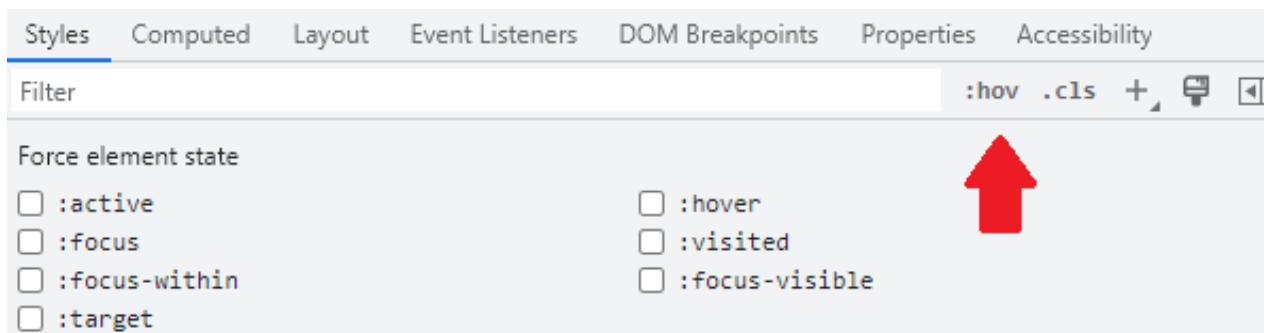 Styles Computed Layout Event Listeners DOM Breakpoints Properties Accessibility
Filter :hov .cls +
Force element state
:active :hover
:focus :visited
:focus-within :focus-visible
:target